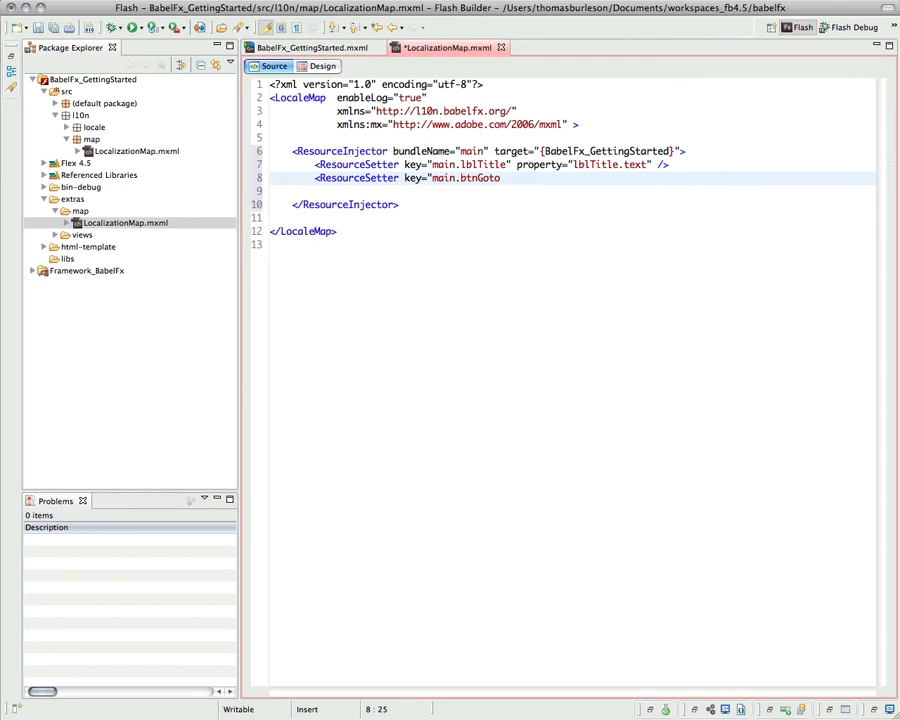 Flash – BabelFx_GettingStarted/src/l10n/map/LocalizationMap.mxml – Flash Builder – /Users/thomasburleson/Documents/workspaces_fb4.5/babelfx
Flash
Flash Debug
Package Explorer
BabelFx_GettingStarted.mxml
*LocalizationMap.mxml
Source
Design
BabelFx_GettingStarted
src
(default package)
l10n
locale
map
LocalizationMap.mxml
Flex 4.5
Referenced Libraries
bin-debug
extras
map
LocalizationMap.mxml
views
html-template
libs
Framework_BabelFx
1 <?xml version="1.0" encoding="utf-8"?>
2 <LocaleMap enableLog="true"
3 xmlns="http://l10n.babelfx.org/"
4 xmlns:mx="http://www.adobe.com/2006/mxml" >
5
6 <ResourceInjector bundleName="main" target="{BabelFx_GettingStarted}">
7 <ResourceSetter key="main.lblTitle" property="lblTitle.text" />
8 <ResourceSetter key="main.btnGoto
9
10 </ResourceInjector>
11
12 </LocaleMap>
13
Problems
0 items
Description
Writable
Insert
8 : 25